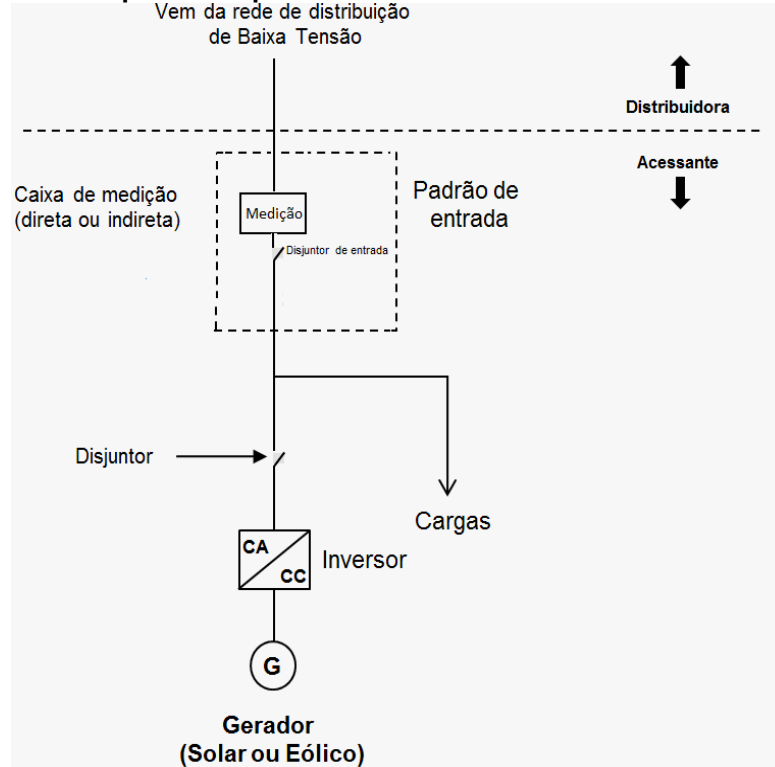 Vem da rede de distribuição
de Baixa Tensão
Distribuidora
Acessante
Caixa de medição
(direta ou indireta)
Medição
Disjuntor de entrada
Padrão de
entrada
Disjuntor
Cargas
CA
CC
Inversor
G
Gerador
(Solar ou Eólico)